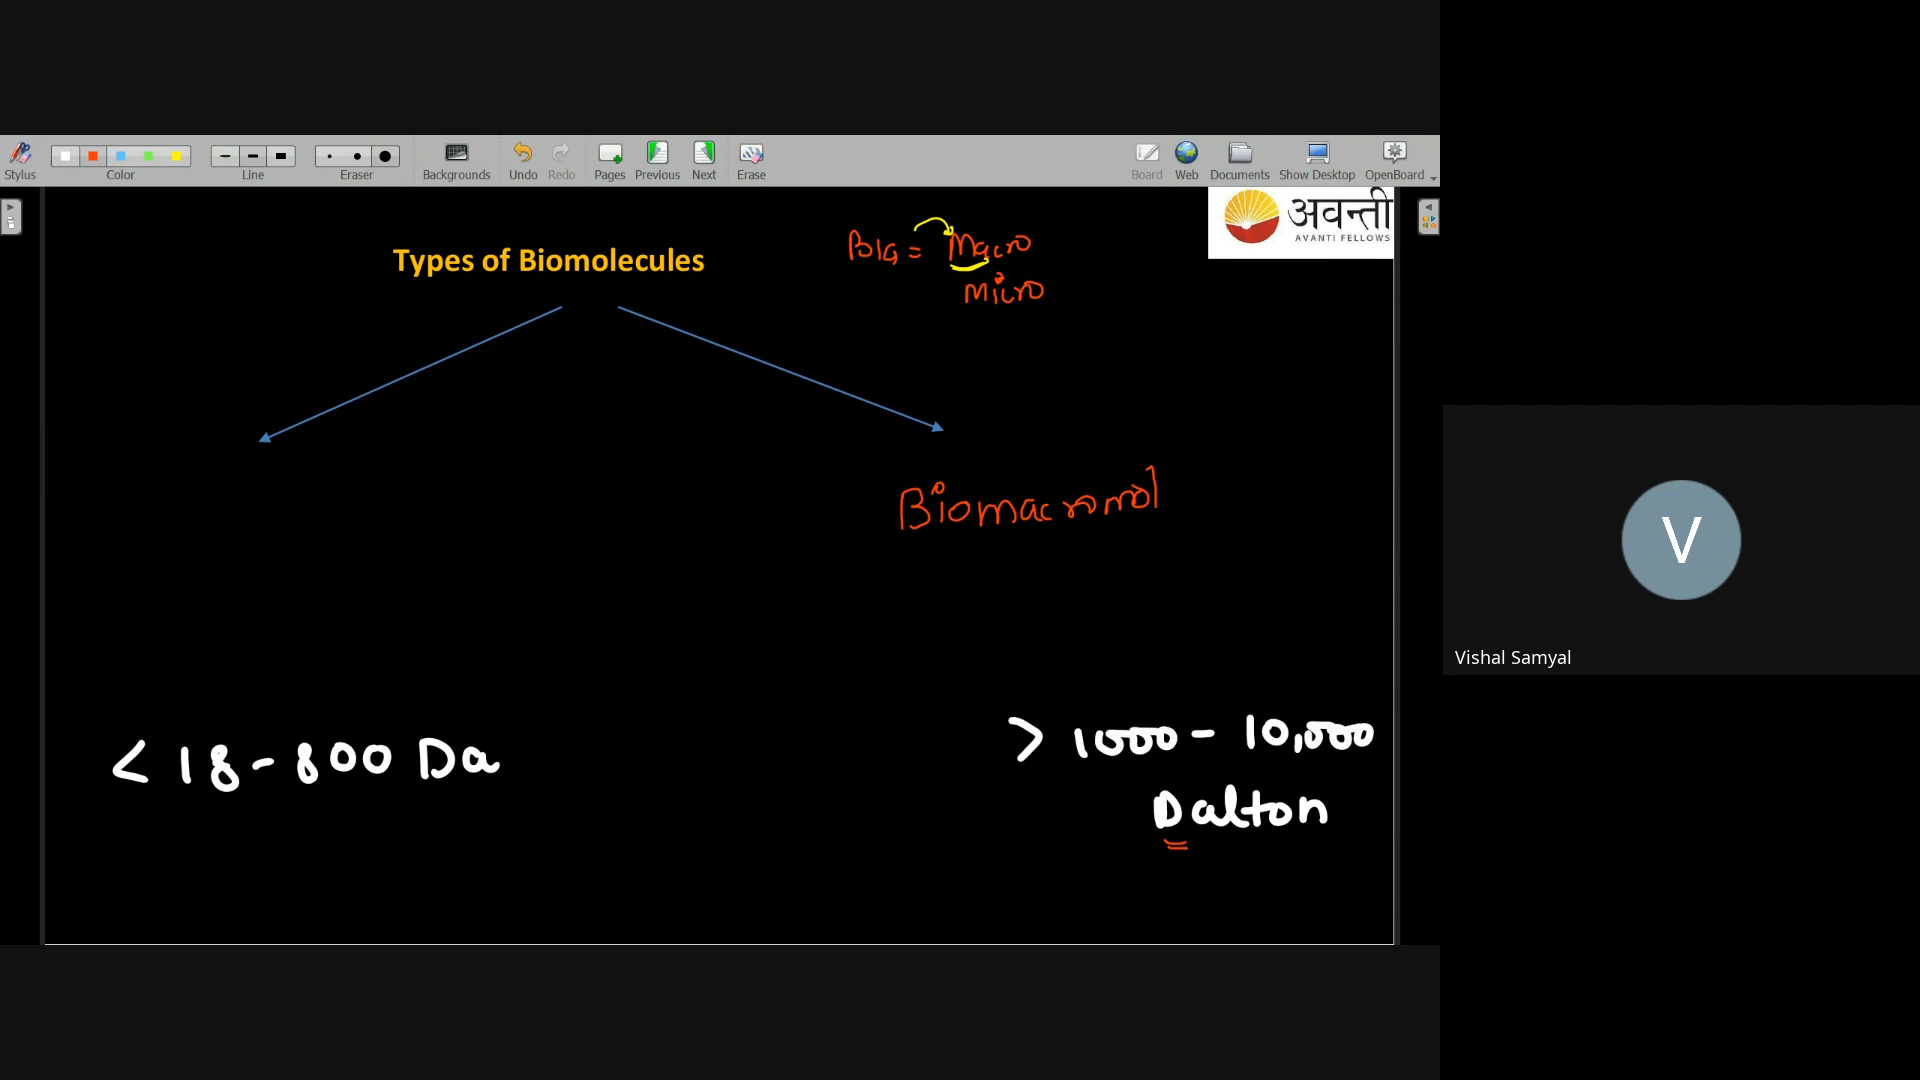 Stylus Color Line Eraser Backgrounds Undo Redo Pages Previous Next Erase Board Web Documents Show Desktop OpenBoard
अवन्ती
AVANTI FELLOWS
Types of Biomolecules
BIG = Macro
Micro
Biomacromol
V
Vishal Samyal
< 18 - 800 Da
> 1000 - 10,000
Dalton